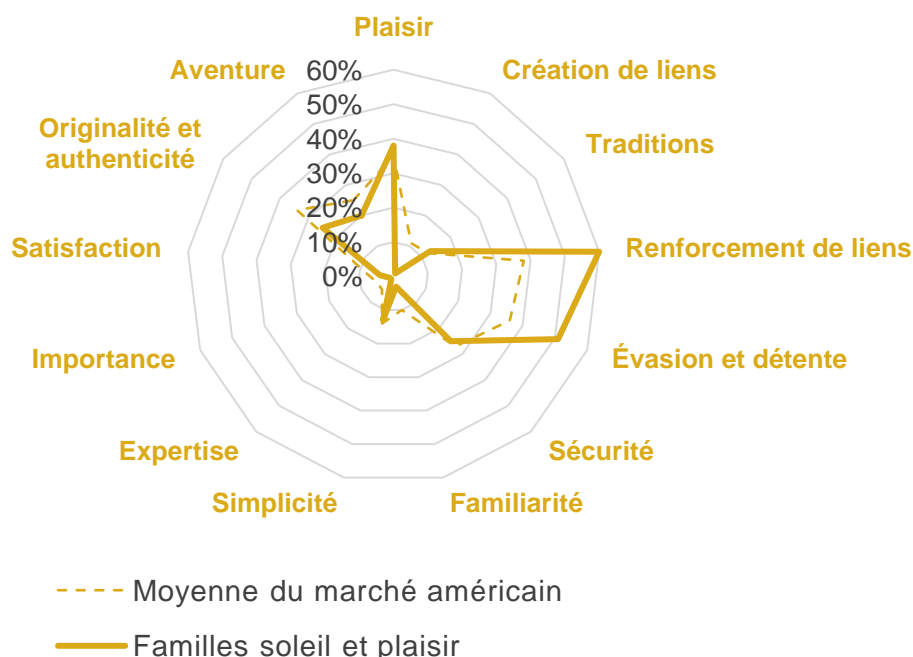 Plaisir
Aventure
60%
Création de liens
50%
Originalité et
authenticité
40%
Traditions
30%
20%
Satisfaction
10%
Renforcement de liens
0%
Importance
Évasion et détente
Expertise
Sécurité
Simplicité
Familiarité
Moyenne du marché américain
Familles soleil et plaisir